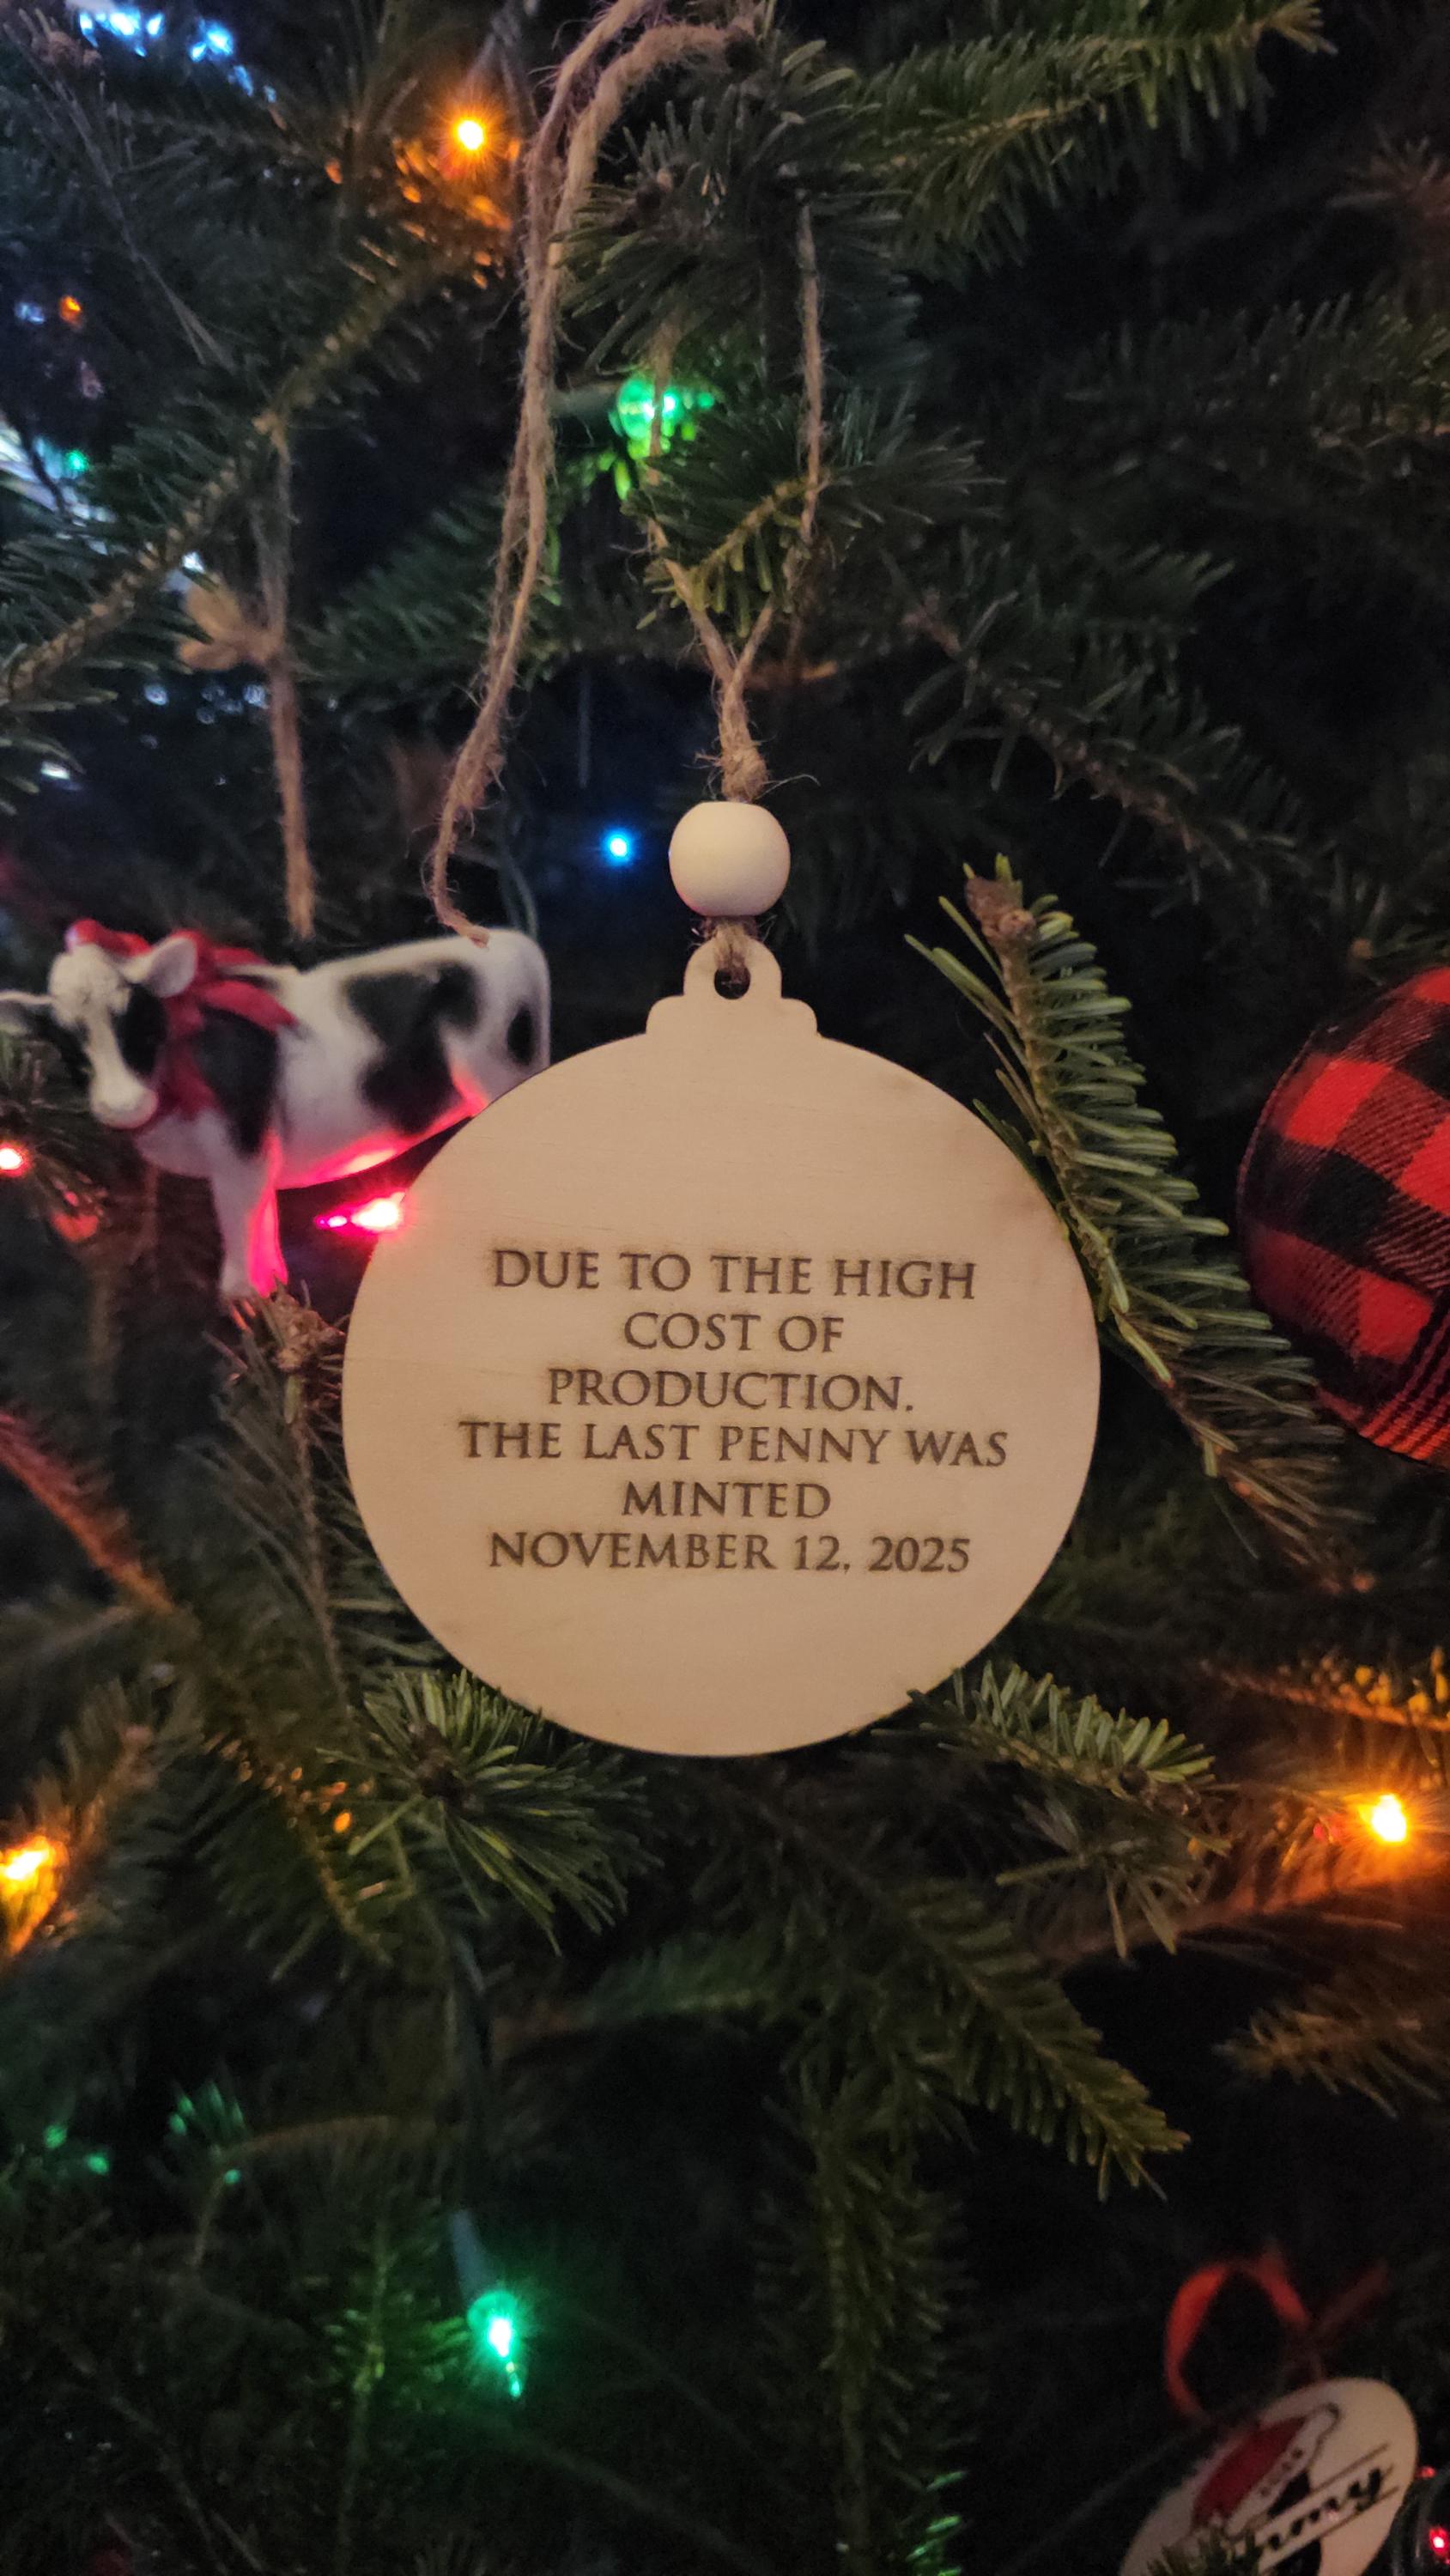 DUE TO THE HIGH
COST OF
PRODUCTION.
THE LAST PENNY WAS
MINTED
NOVEMBER 12, 2025